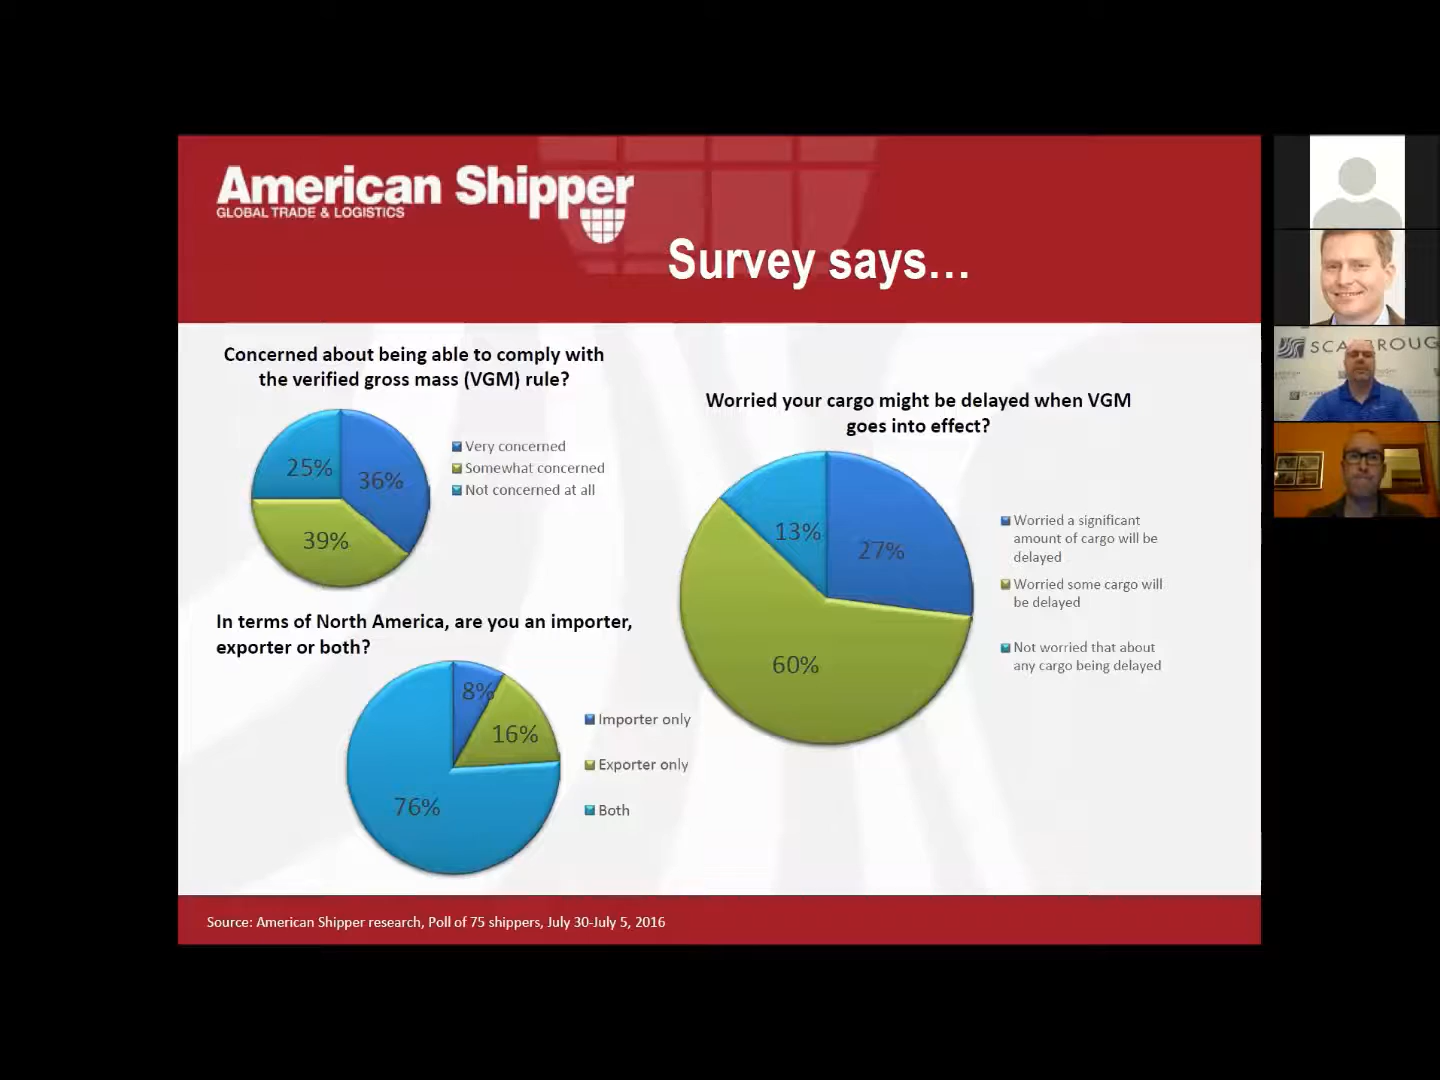 American Shipper
GLOBAL TRADE & LOGISTICS
Survey says...
Concerned about being able to comply with
the verified gross mass (VGM) rule?
25%
36%
39%
Very concerned
Somewhat concerned
Not concerned at all
In terms of North America, are you an importer,
exporter or both?
8%
16%
76%
Importer only
Exporter only
Both
Worried your cargo might be delayed when VGM
goes into effect?
13%
27%
60%
Worried a significant
amount of cargo will be
delayed
Worried some cargo will
be delayed
Not worried that about
any cargo being delayed
Source: American Shipper research, Poll of 75 shippers, July 30-July 5, 2016